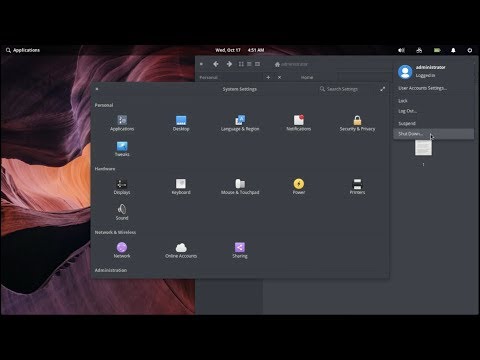 Applications
Wed, Oct 17 4:51 AM
administrator
Personal
Home
administrator
Logged in
User Accounts Settings...
Lock
Log Out...
Suspend
Shut Down...
1
System Settings
Search Settings
Personal
Applications
Desktop
Language & Region
Notifications
Security & Privacy
Tweaks
Hardware
Displays
Keyboard
Mouse & Touchpad
Power
Printers
Sound
Network & Wireless
Network
Online Accounts
Sharing
Administration